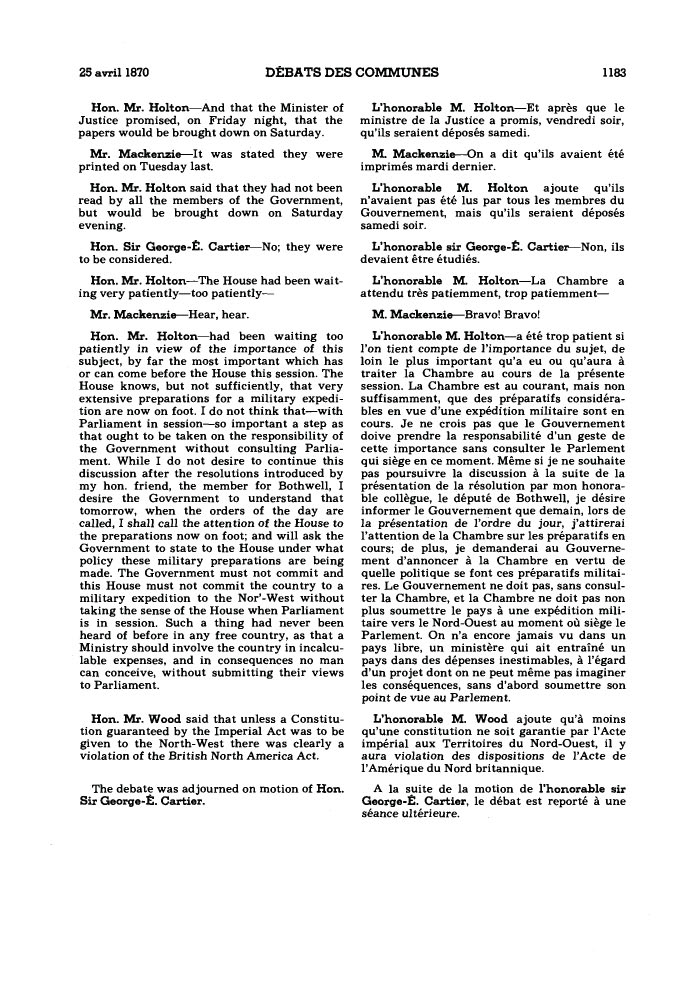 25 avril 1870 DÉBATS DES COMMUNES 1183
Hon. Mr. Holton—And that the Minister of
Justice promised, on Friday night, that the
papers would be brought down on Saturday.
Mr. Mackenzie—It was stated they were
printed on Tuesday last.
Hon. Mr. Holton said that they had not been
read by all the members of the Government,
but would be brought down on Saturday
evening.
Hon. Sir George-É. Cartier—No; they were
to be considered.
Hon. Mr. Holton—The House had been wait-
ing very patiently—too patiently—
Mr. Mackenzie—Hear, hear.
Hon. Mr. Holton—had been waiting too
patiently in view of the importance of this
subject, by far the most important which has
or can come before the House this session. The
House knows, but not sufficiently, that very
extensive preparations for a military expedi-
tion are now on foot. I do not think that—with
Parliament in session—so important a step as
that ought to be taken on the responsibility of
the Government without consulting Parlia-
ment. While I do not desire to continue this
discussion after the resolutions introduced by
my hon. friend, the member for Bothwell, I
desire the Government to understand that
tomorrow, when the orders of the day are
called, I shall call the attention of the House to
the preparations now on foot; and will ask the
Government to state to the House under what
policy these military preparations are being
made. The Government must not commit and
this House must not commit the country to a
military expedition to the Nor'-West without
taking the sense of the House when Parliament
is in session. Such a thing had never been
heard of before in any free country, as that a
Ministry should involve the country in incalcu-
lable expenses, and in consequences no man
can conceive, without submitting their views
to Parliament.
Hon. Mr. Wood said that unless a Constitu-
tion guaranteed by the Imperial Act was to be
given to the North-West there was clearly a
violation of the British North America Act.
The debate was adjourned on motion of Hon.
Sir George-É. Cartier.
L'honorable M. Holton—Et après que le
ministre de la Justice a promis, vendredi soir,
qu'ils seraient déposés samedi.
M. Mackenzie—On a dit qu'ils avaient été
imprimés mardi dernier.
L'honorable M. Holton ajoute qu'ils
n'avaient pas été lus par tous les membres du
Gouvernement, mais qu'ils seraient déposés
samedi soir.
L'honorable sir George-É. Cartier—Non, ils
devaient être étudiés.
L'honorable M. Holton—La Chambre a
attendu très patiemment, trop patiemment—
M. Mackenzie—Bravo! Bravo!
L'honorable M. Holton—a été trop patient si
l'on tient compte de l'importance du sujet, de
loin le plus important qu'a eu ou qu'aura à
traiter la Chambre au cours de la présente
session. La Chambre est au courant, mais non
suffisamment, que des préparatifs considéra-
bles en vue d'une expédition militaire sont en
cours. Je ne crois pas que le Gouvernement
doive prendre la responsabilité d'un geste de
cette importance sans consulter le Parlement
qui siège en ce moment. Même si je ne souhaite
pas poursuivre la discussion à la suite de la
présentation de la résolution par mon honora-
ble collègue, le député de Bothwell, je désire
informer le Gouvernement que demain, lors de
la présentation de l'ordre du jour, j'attirerai
l'attention de la Chambre sur les préparatifs en
cours; de plus, je demanderai au Gouverne-
ment d'annoncer à la Chambre en vertu de
quelle politique se font ces préparatifs militai-
res. Le Gouvernement ne doit pas, sans consul-
ter la Chambre, et la Chambre ne doit pas non
plus soumettre le pays à une expédition mili-
taire vers le Nord-Ouest au moment où siège le
Parlement. On n'a encore jamais vu dans un
pays libre, un ministère qui ait entraîné un
pays dans des dépenses inestimables, à l'égard
d'un projet dont on ne peut même pas imaginer
les conséquences, sans d'abord soumettre son
point de vue au Parlement.
L'honorable M. Wood ajoute qu'à moins
qu'une constitution ne soit garantie par l'Acte
impérial aux Territoires du Nord-Ouest, il y
aura violation des dispositions de l'Acte de
l'Amérique du Nord britannique.
A la suite de la motion de l'honorable sir
George-É. Cartier, le débat est reporté à une
séance ultérieure.